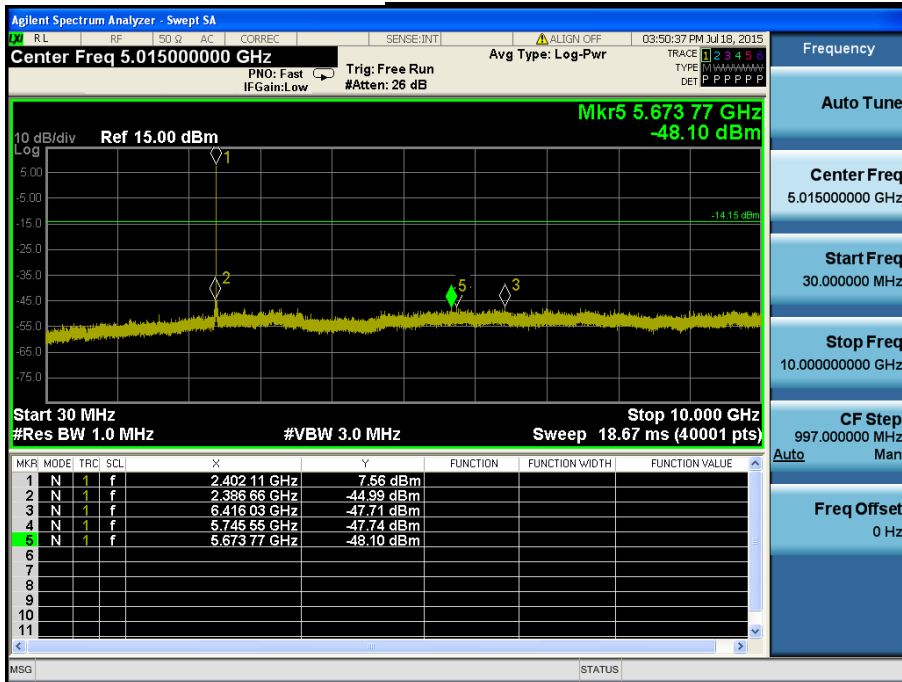 Agilent Spectrum Analyzer - Swept SA
LXI RL RF 50 Ω AC CORREC SENSE:INT ALIGN OFF 03:50:37 PM Jul 18, 2015
Center Freq 5.015000000 GHz
PNO: Fast
IFGain:Low
Trig: Free Run
#Atten: 26 dB
Avg Type: Log-Pwr
TRACE 1 2 3 4 5 6
TYPE MWWWWW
DET P P P P P P
Mkr5 5.673 77 GHz
-48.10 dBm
10 dB/div Ref 15.00 dBm
Log
1
5.00
-5.00
-14.15 dBm
-15.0
-25.0
-35.0
2
5
3
-45.0
-55.0
-65.0
-75.0
Start 30 MHz Stop 10.000 GHz
#Res BW 1.0 MHz #VBW 3.0 MHz Sweep 18.67 ms (40001 pts)
MKR MODE TRC SCL X Y FUNCTION FUNCTION WIDTH FUNCTION VALUE
1 N 1 f 2.402 11 GHz 7.56 dBm
2 N 1 f 2.386 66 GHz -44.99 dBm
3 N 1 f 6.416 03 GHz -47.71 dBm
4 N 1 f 5.745 55 GHz -47.74 dBm
5 N 1 f 5.673 77 GHz -48.10 dBm
6
7
8
9
10
11
MSG STATUS
Frequency
Auto Tune
Center Freq
5.015000000 GHz
Start Freq
30.000000 MHz
Stop Freq
10.000000000 GHz
CF Step
997.000000 MHz
Auto Man
Freq Offset
0 Hz